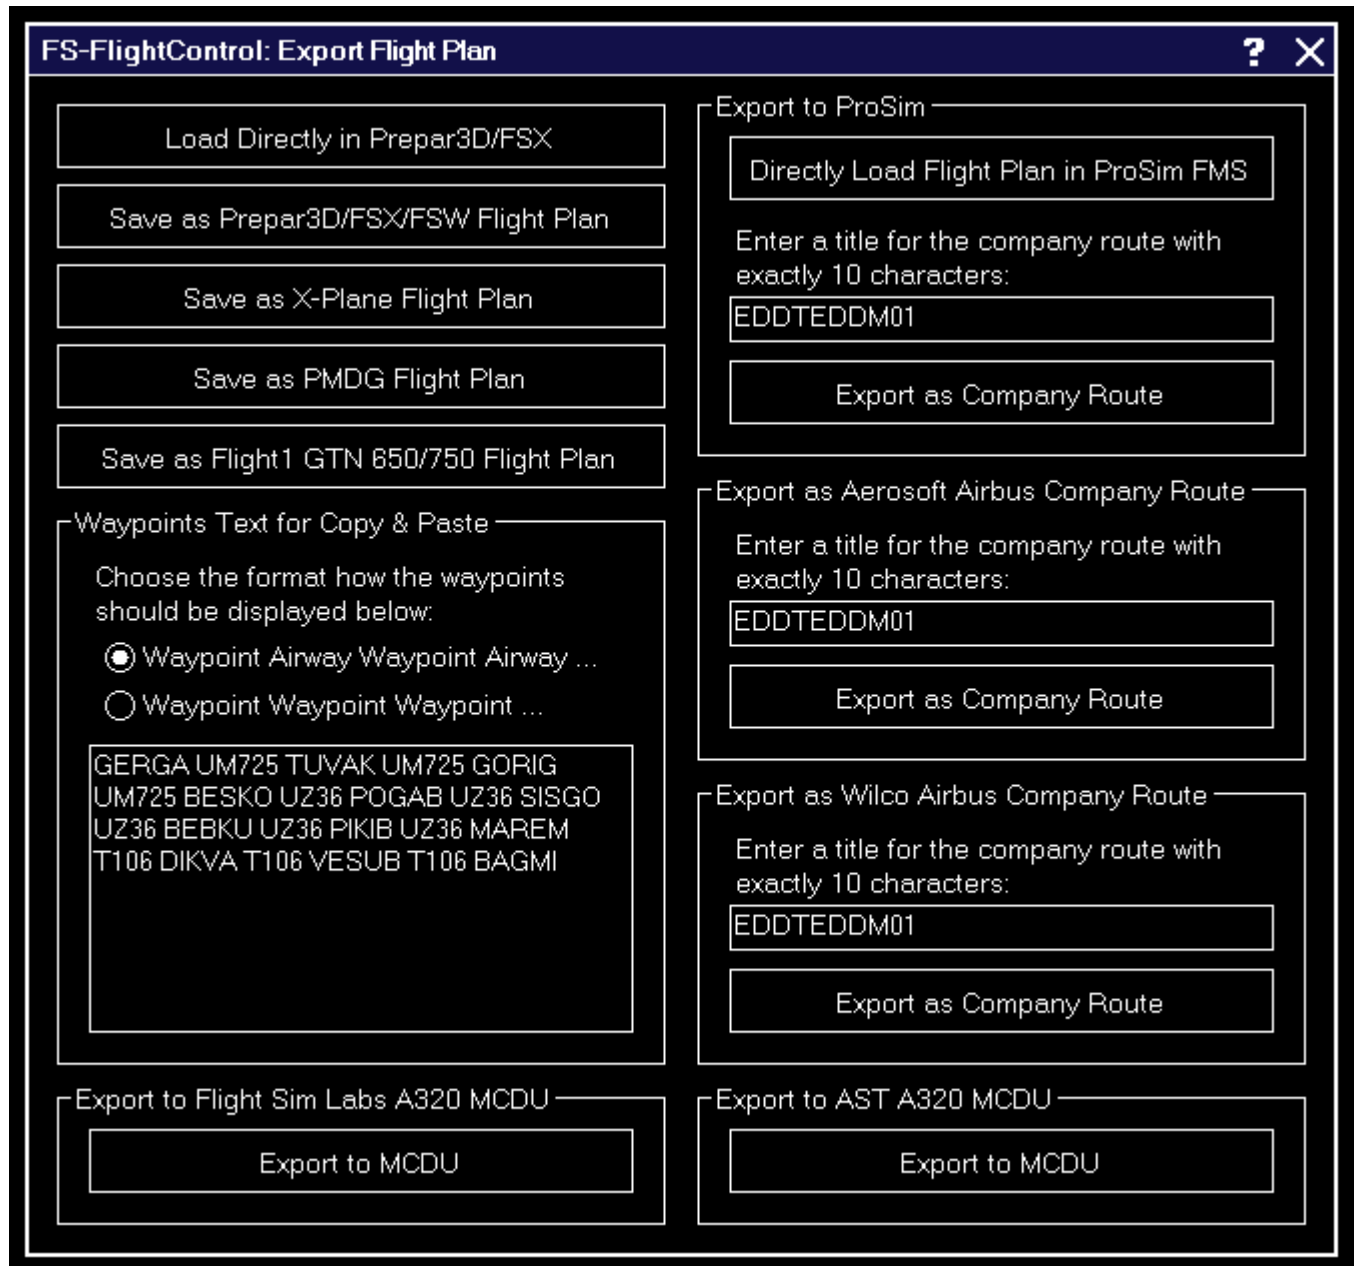 FS-FlightControl: Export Flight Plan
?
Load Directly in Prepar3D/FSX
Save as Prepar3D/FSX/FSW Flight Plan
Save as X-Plane Flight Plan
Save as PMDG Flight Plan
Save as Flight1 GTN 650/750 Flight Plan
Waypoints Text for Copy & Paste
Choose the format how the waypoints
should be displayed below:
Waypoint Airway Waypoint Airway ...
Waypoint Waypoint Waypoint ...
GERGA UM725 TUVAK UM725 GORIG
UM725 BESKO UZ36 POGAB UZ36 SISGO
UZ36 BEBKU UZ36 PIKIB UZ36 MAREM
T106 DIKVA T106 VESUB T106 BAGMI
Export to Flight Sim Labs A320 MCDU
Export to MCDU
Export to ProSim
Directly Load Flight Plan in ProSim FMS
Enter a title for the company route with
exactly 10 characters:
EDDTEDDM01
Export as Company Route
Export as Aerosoft Airbus Company Route
Enter a title for the company route with
exactly 10 characters:
EDDTEDDM01
Export as Company Route
Export as Wilco Airbus Company Route
Enter a title for the company route with
exactly 10 characters:
EDDTEDDM01
Export as Company Route
Export to AST A320 MCDU
Export to MCDU